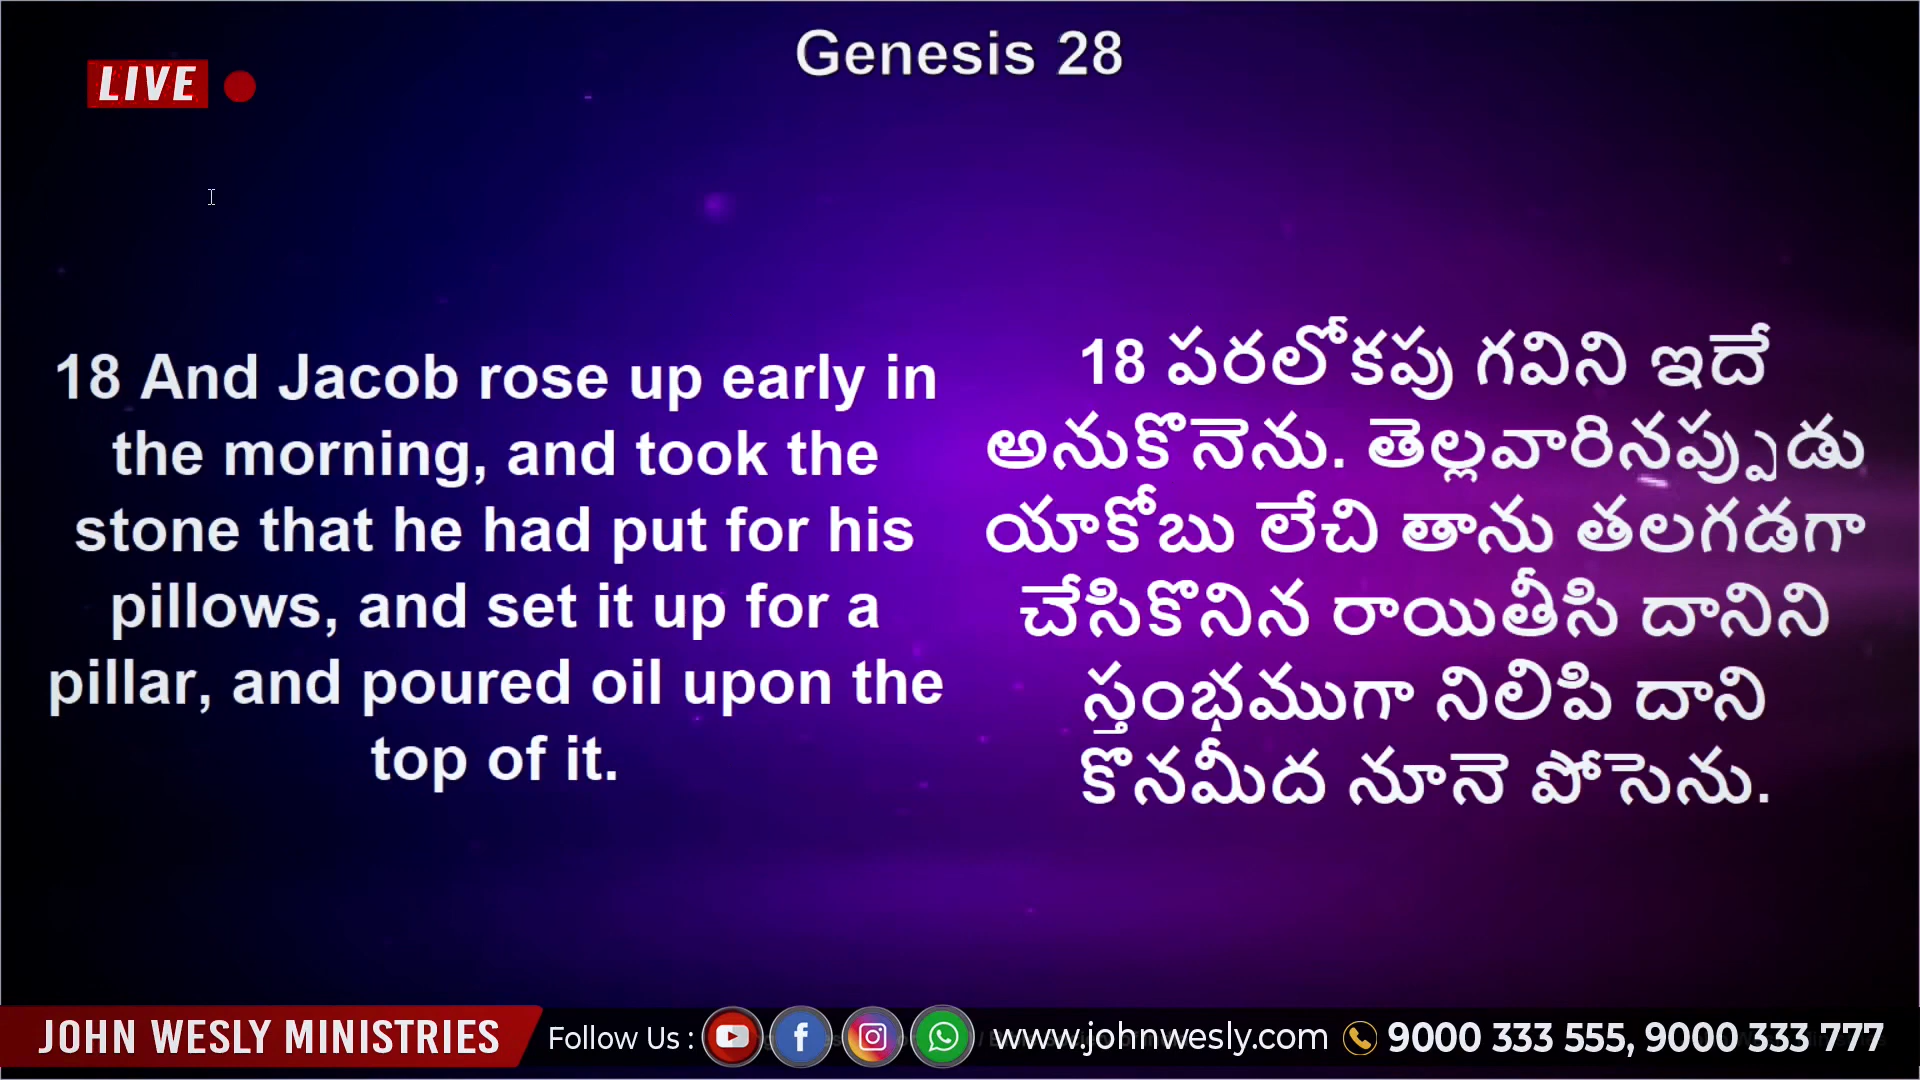 Genesis 28
LIVE
18 And Jacob rose up early in
the morning, and took the
stone that he had put for his
pillows, and set it up for a
pillar, and poured oil upon the
top of it.
18 పరలోకపు గవిని ఇదే
అనుకొనెను. తెల్లవారినప్పుడు
యాకోబు లేచి తాను తలగడగా
చేసికొనిన రాయితీసి దానిని
స్తంభముగా నిలిపి దాని
కొనమీద నూనె పోసెను.
JOHN WESLY MINISTRIES Follow Us : www.johnwesly.com 9000 333 555, 9000 333 777